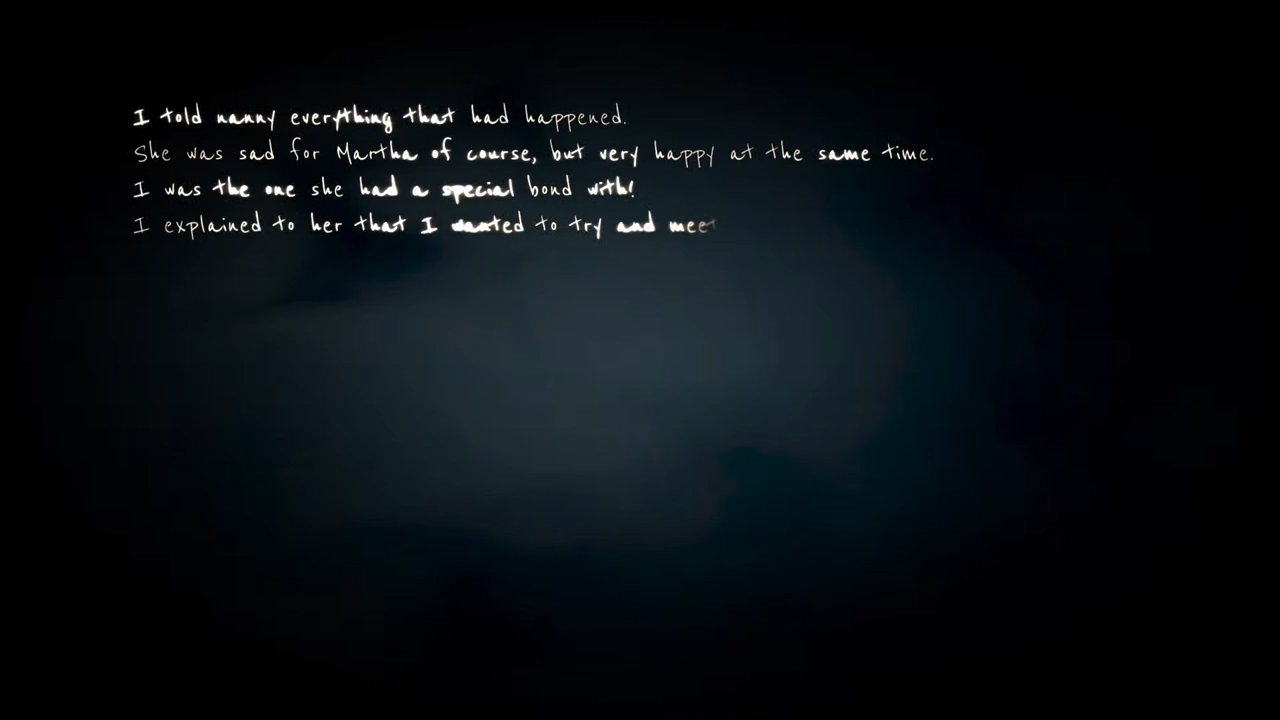 I told nanny everything that had happened.
She was sad for Martha of course, but very happy at the same time.
I was the one she had a special bond with!
I explained to her that I wanted to try and meet